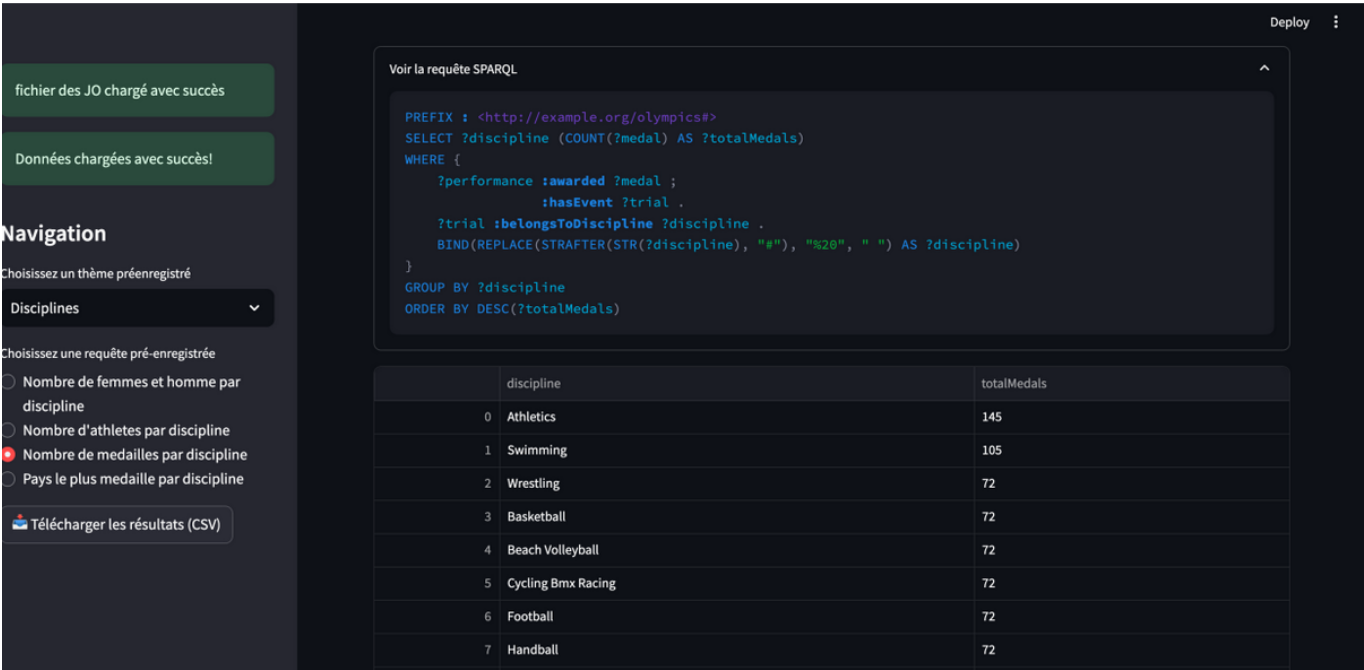 Deploy
fichier des JO chargé avec succès
Données chargées avec succès!
Navigation
Choisissez un thème préenregistré
Disciplines
Choisissez une requête pré-enregistrée
Nombre de femmes et homme par
discipline
Nombre d'athletes par discipline
Nombre de medailles par discipline
Pays le plus medaille par discipline
Télécharger les résultats (CSV)
Voir la requête SPARQL
PREFIX : <http://example.org/olympics#>
SELECT ?discipline (COUNT(?medal) AS ?totalMedals)
WHERE {
    ?performance :awarded ?medal ;
                 :hasEvent ?trial .
    ?trial :belongsToDiscipline ?discipline .
    BIND(REPLACE(STRAFTER(STR(?discipline), "#"), "%20", " ") AS ?discipline)
}
GROUP BY ?discipline
ORDER BY DESC(?totalMedals)
discipline totalMedals
0 Athletics 145
1 Swimming 105
2 Wrestling 72
3 Basketball 72
4 Beach Volleyball 72
5 Cycling Bmx Racing 72
6 Football 72
7 Handball 72